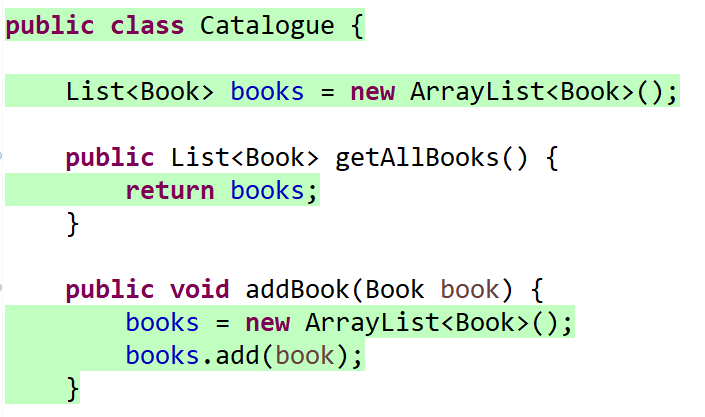 public class Catalogue {
List<Book> books = new ArrayList<Book>();
public List<Book> getAllBooks() {
return books;
}
public void addBook(Book book) {
books = new ArrayList<Book>();
books.add(book);
}